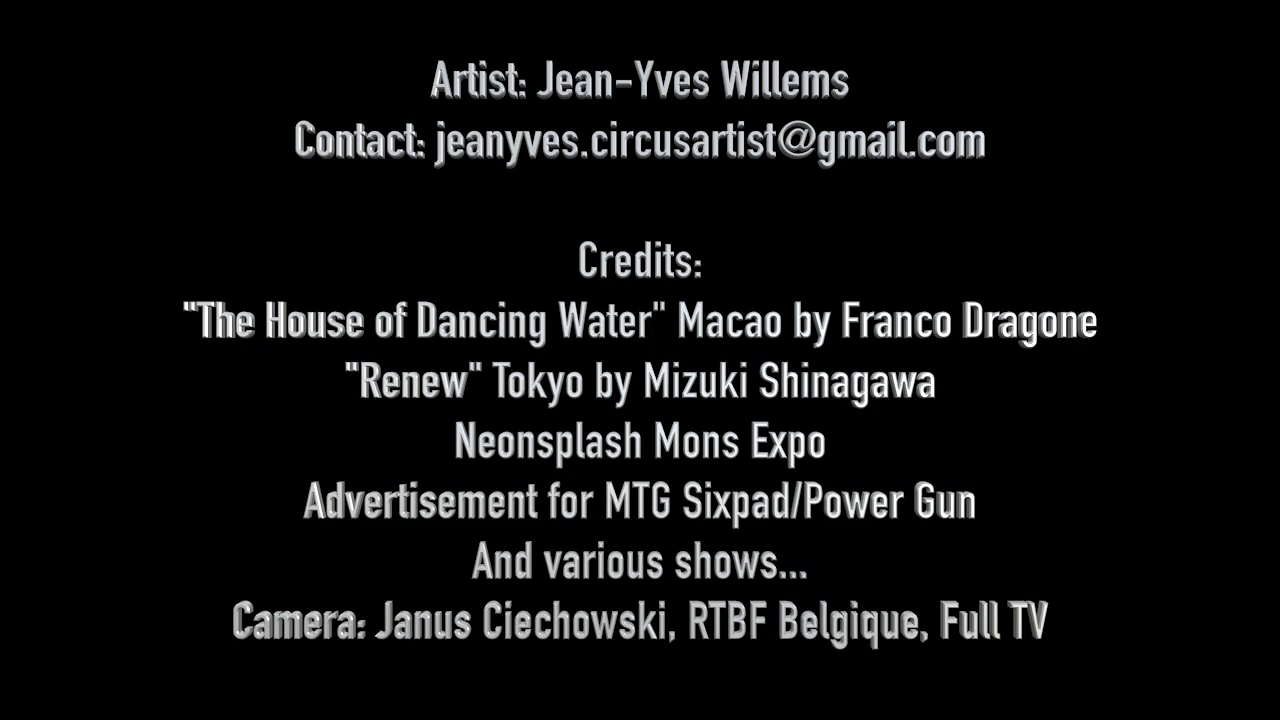 Artist: Jean-Yves Willems
Contact: jeanyves.circusartist@gmail.com
Credits:
"The House of Dancing Water" Macao by Franco Dragone
"Renew" Tokyo by Mizuki Shinagawa
Neonsplash Mons Expo
Advertisement for MTG Sixpad/Power Gun
And various shows...
Camera: Janus Ciechowski, RTBF Belgique, Full TV